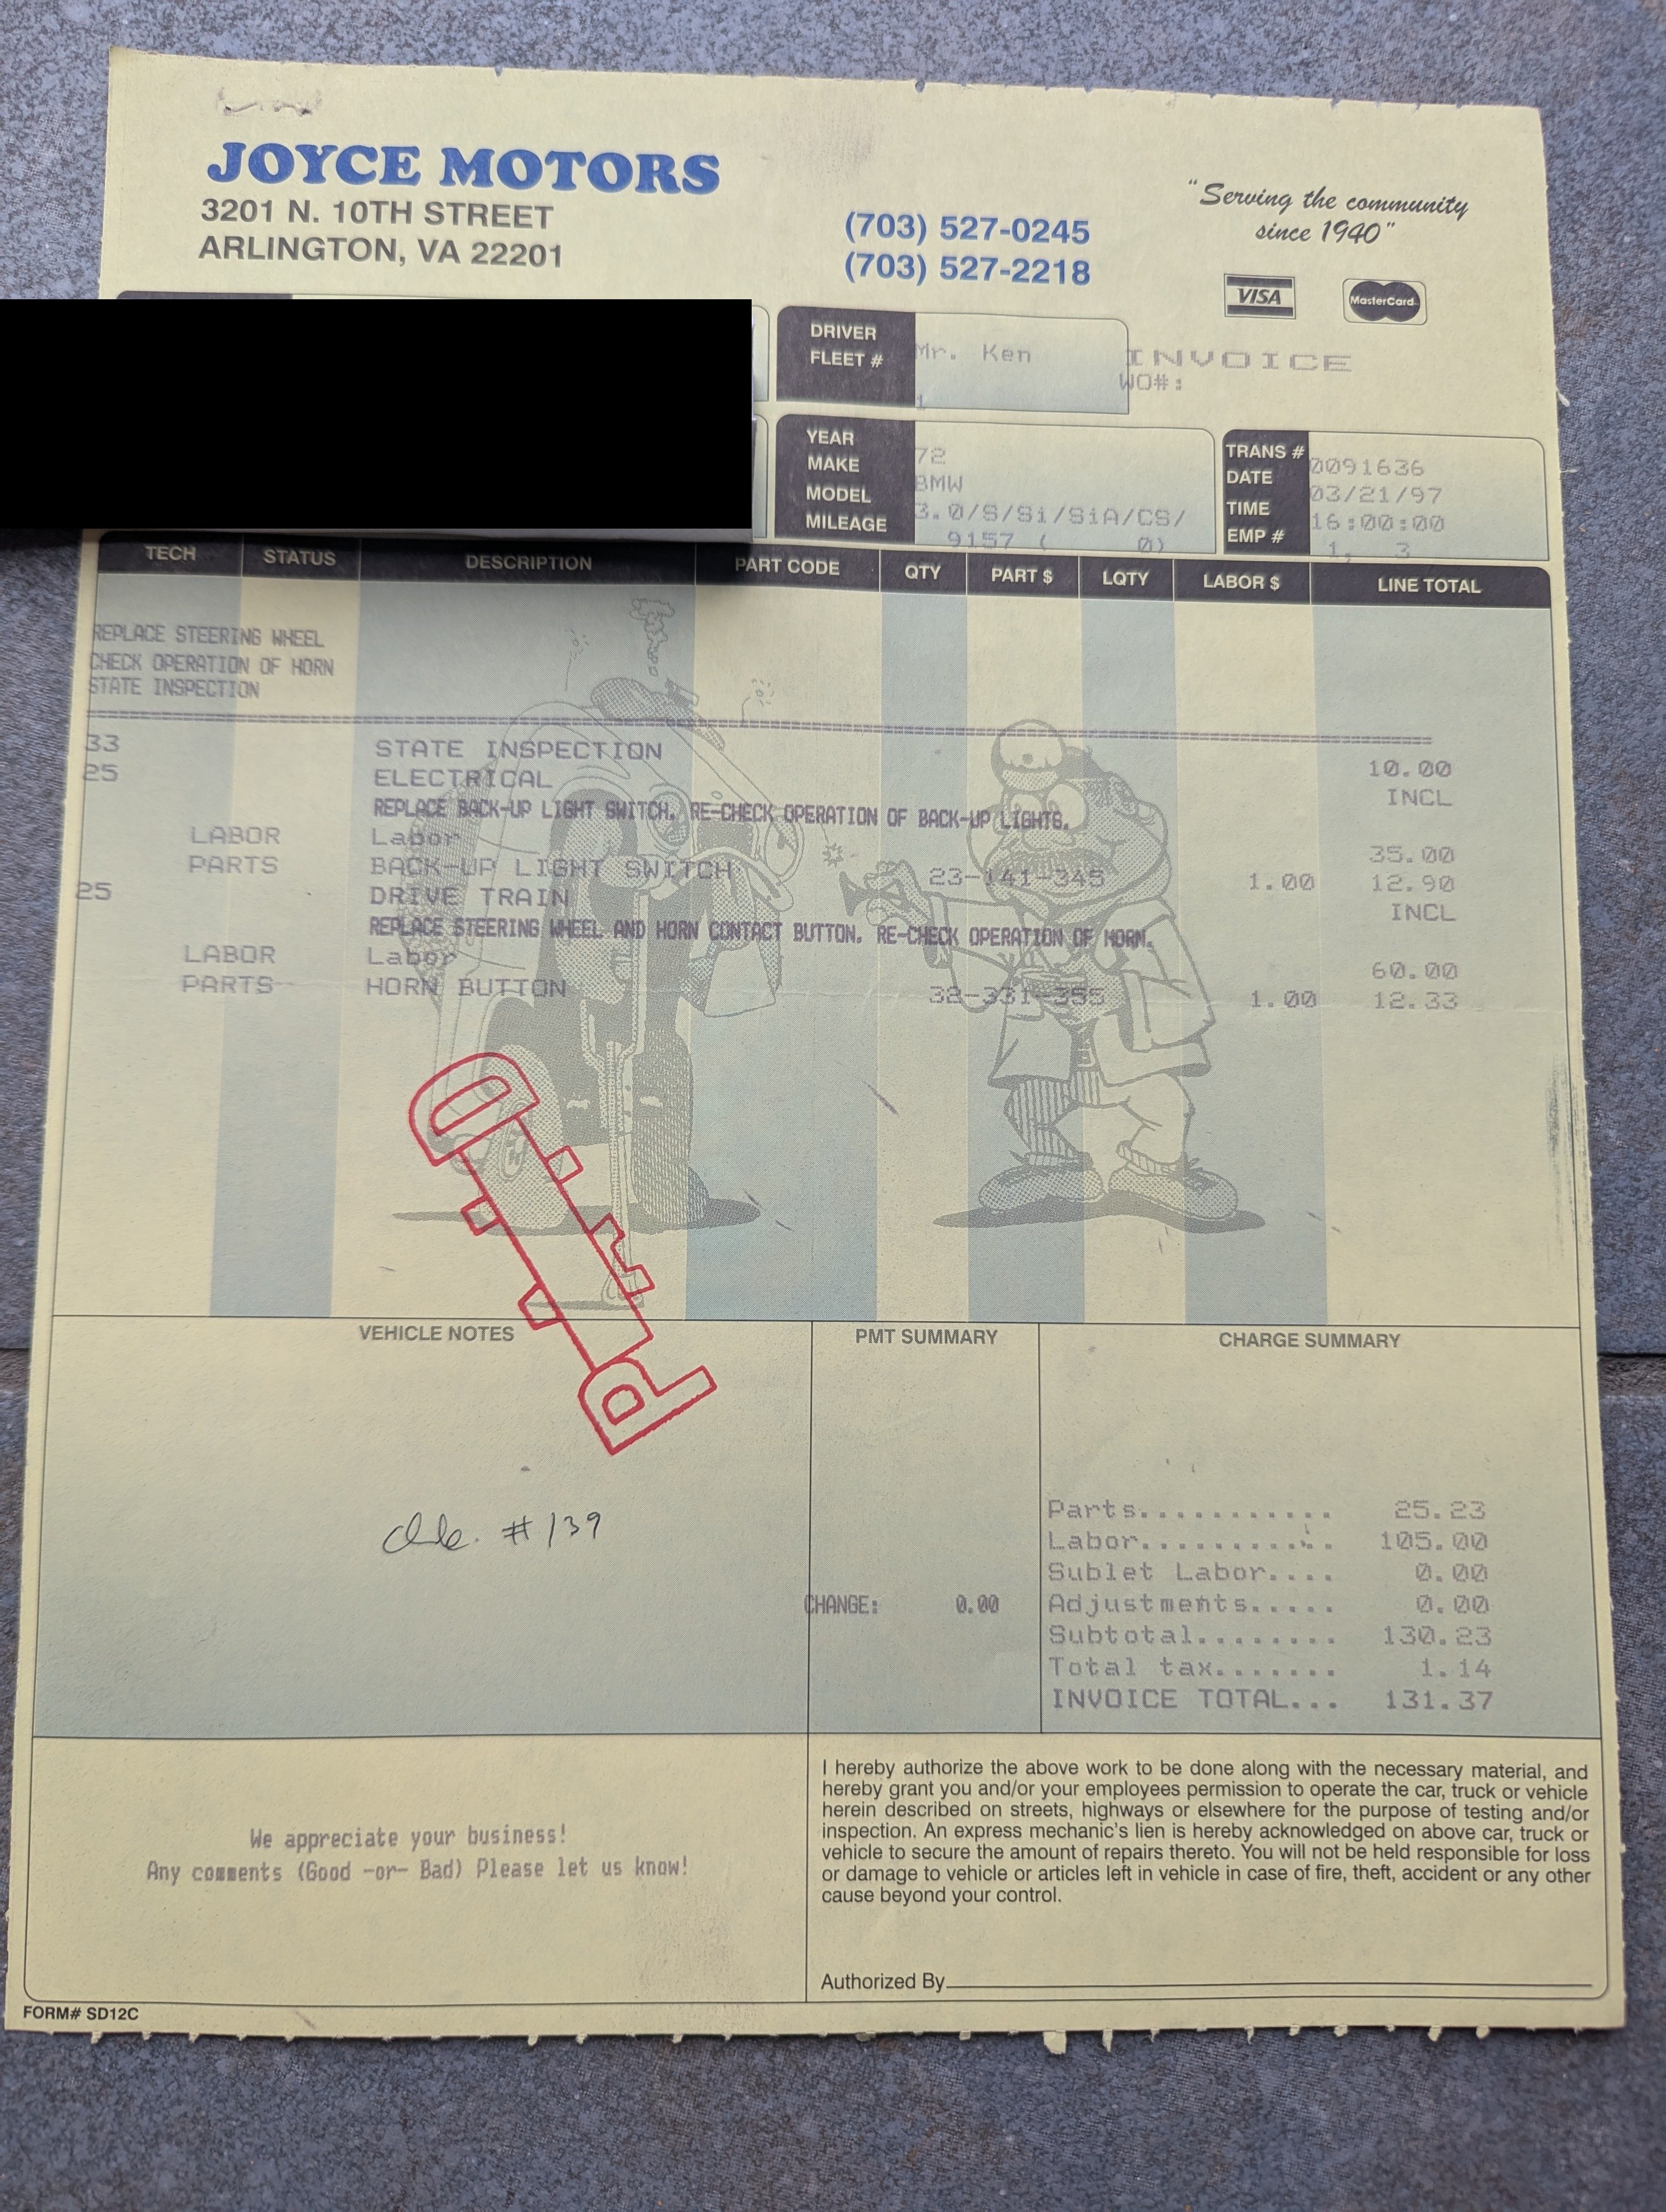 JOYCE MOTORS
3201 N. 10TH STREET
ARLINGTON, VA 22201
(703) 527-0245
(703) 527-2218
"Serving the community
since 1940"
VISA
MasterCard
DRIVER Mr. Ken
FLEET #
1
INVOICE
WO#:
YEAR 72
MAKE BMW
MODEL 3.0/S/Si/SiA/CS/
MILEAGE 9157 ( 0)
TRANS # 0091636
DATE 03/21/97
TIME 16:00:00
EMP # 1, 3
TECH STATUS DESCRIPTION PART CODE QTY PART $ LQTY LABOR $ LINE TOTAL
REPLACE STEERING WHEEL
CHECK OPERATION OF HORN
STATE INSPECTION
33 STATE INSPECTION 10.00
25 ELECTRICAL INCL
REPLACE BACK-UP LIGHT SWITCH. RE-CHECK OPERATION OF BACK-UP LIGHTS.
LABOR Labor 35.00
PARTS BACK-UP LIGHT SWITCH 23-141-345 1.00 12.90
25 DRIVE TRAIN INCL
REPLACE STEERING WHEEL AND HORN CONTACT BUTTON. RE-CHECK OPERATION OF HORN.
LABOR Labor 60.00
PARTS HORN BUTTON 32-331-355 1.00 12.33
PAID
VEHICLE NOTES
#139
PMT SUMMARY
CHANGE: 0.00
CHARGE SUMMARY
Parts........... 25.23
Labor........... 105.00
Sublet Labor.... 0.00
Adjustments..... 0.00
Subtotal........ 130.23
Total tax....... 1.14
INVOICE TOTAL... 131.37
We appreciate your business!
Any comments (Good -or- Bad) Please let us know!
I hereby authorize the above work to be done along with the necessary material, and
hereby grant you and/or your employees permission to operate the car, truck or vehicle
herein described on streets, highways or elsewhere for the purpose of testing and/or
inspection. An express mechanic's lien is hereby acknowledged on above car, truck or
vehicle to secure the amount of repairs thereto. You will not be held responsible for loss
or damage to vehicle or articles left in vehicle in case of fire, theft, accident or any other
cause beyond your control.
Authorized By
FORM# SD12C